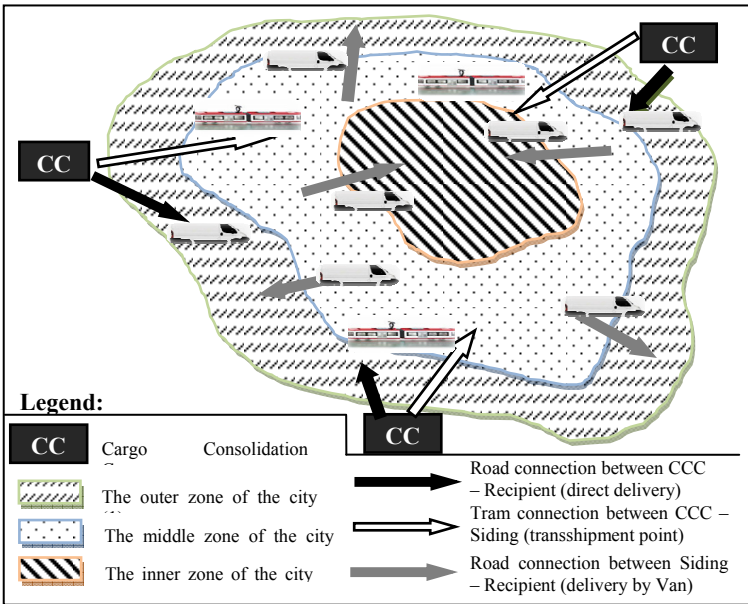 CC
CC
CC
Legend:
CC
Cargo Consolidation
The outer zone of the city
The middle zone of the city
The inner zone of the city
Road connection between CCC
– Recipient (direct delivery)
Tram connection between CCC –
Siding (transshipment point)
Road connection between Siding
– Recipient (delivery by Van)